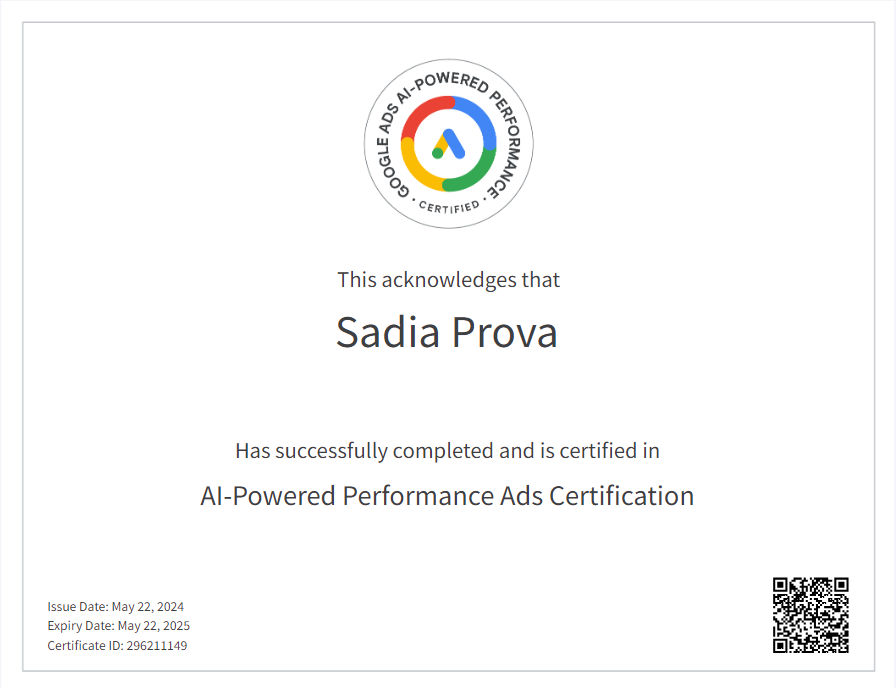 GOOGLE ADS AI-POWERED PERFORMANCE
· CERTIFIED ·
This acknowledges that
Sadia Prova
Has successfully completed and is certified in
AI-Powered Performance Ads Certification
Issue Date: May 22, 2024
Expiry Date: May 22, 2025
Certificate ID: 296211149